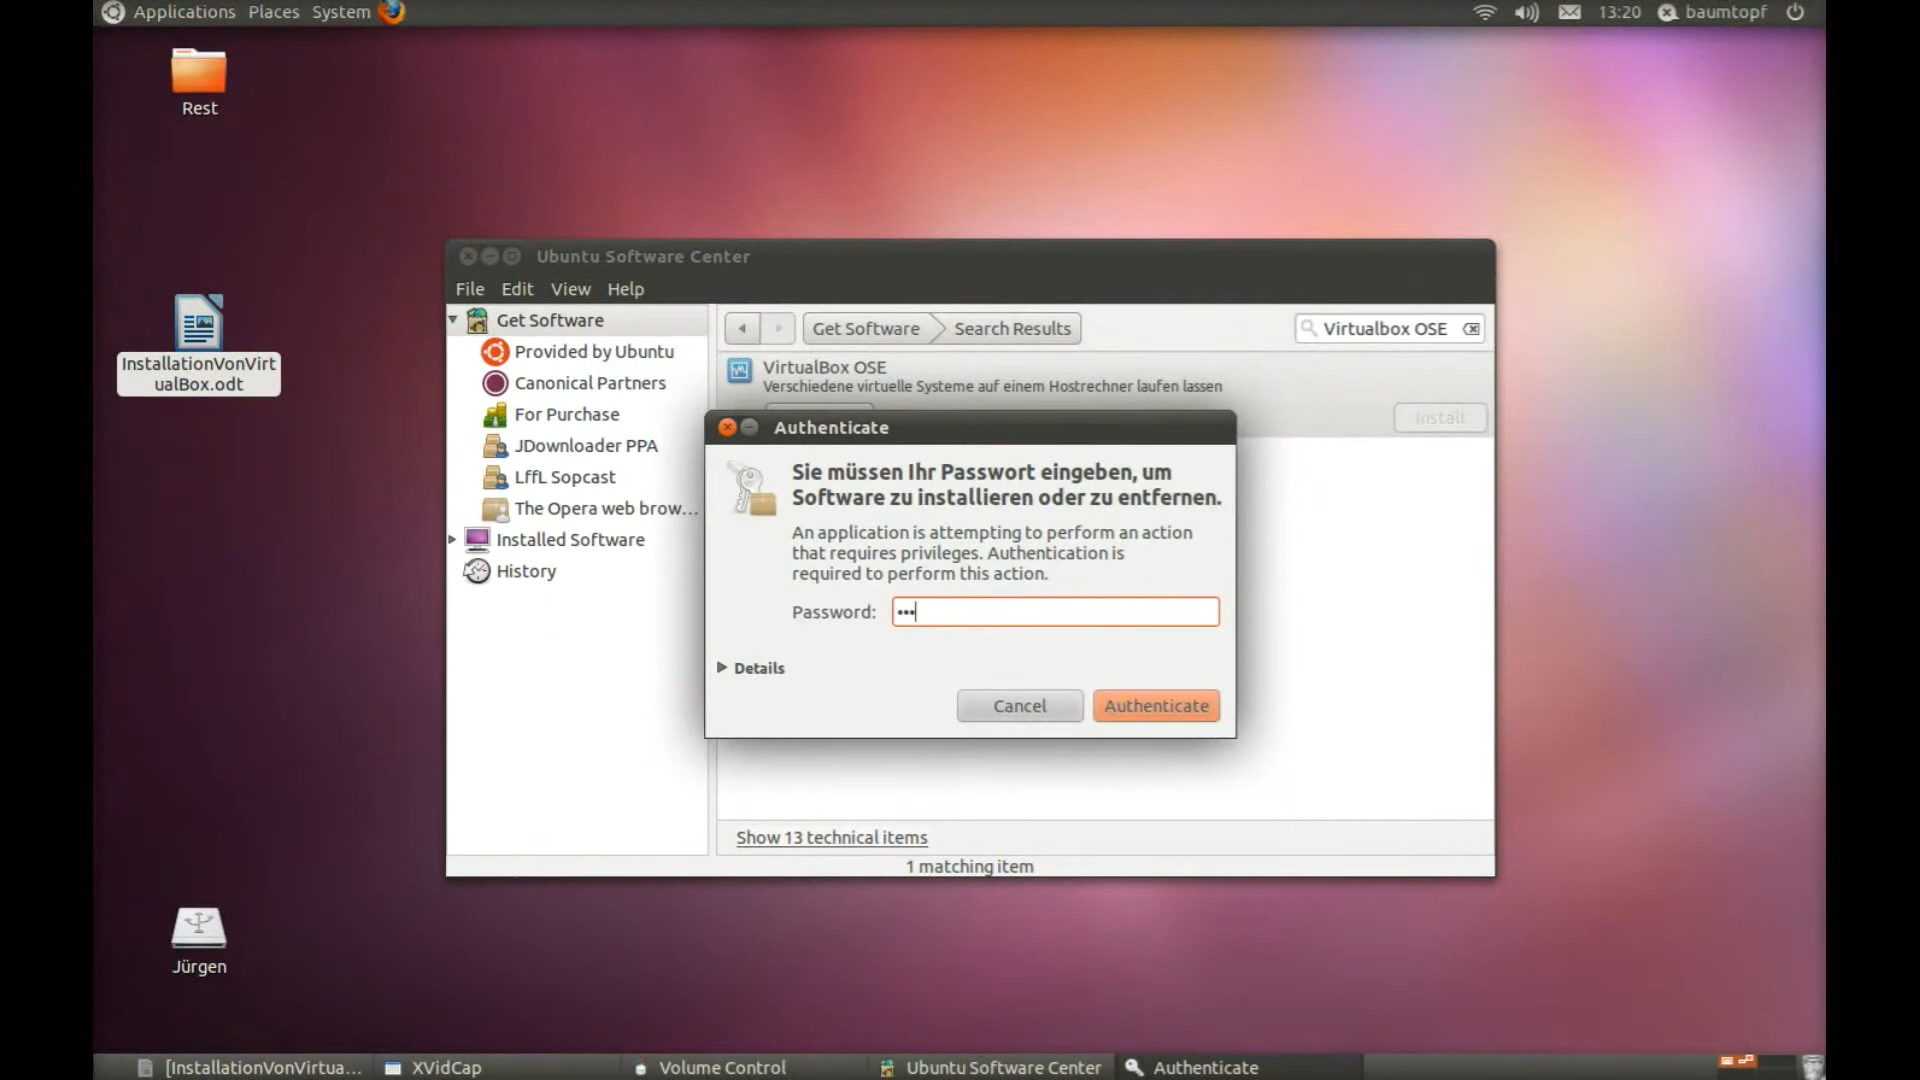 Applications Places System
13:20 baumtopf
Rest
InstallationVonVirt
ualBox.odt
Jürgen
Ubuntu Software Center
File Edit View Help
Get Software
Provided by Ubuntu
Canonical Partners
For Purchase
JDownloader PPA
LffL Sopcast
The Opera web brow...
Installed Software
History
Get Software Search Results
Virtualbox OSE
VirtualBox OSE
Verschiedene virtuelle Systeme auf einem Hostrechner laufen lassen
Install
Authenticate
Sie müssen Ihr Passwort eingeben, um
Software zu installieren oder zu entfernen.
An application is attempting to perform an action
that requires privileges. Authentication is
required to perform this action.
Password: •••
Details
Cancel Authenticate
Show 13 technical items
1 matching item
[InstallationVonVirtua... XVidCap Volume Control Ubuntu Software Center Authenticate